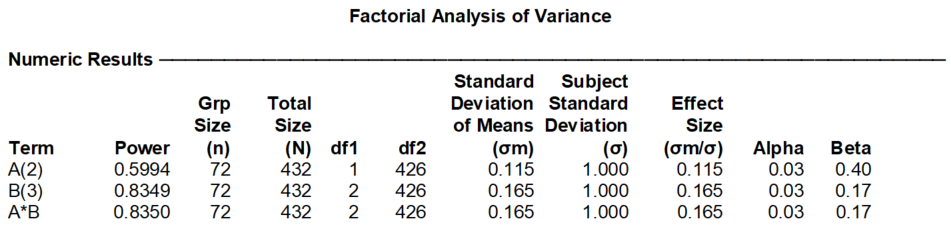 Factorial Analysis of Variance
Numeric Results
Standard Subject
Grp Total Deviation Standard Effect
Size Size of Means Deviation Size
Term Power (n) (N) df1 df2 (σm) (σ) (σm/σ) Alpha Beta
A(2) 0.5994 72 432 1 426 0.115 1.000 0.115 0.03 0.40
B(3) 0.8349 72 432 2 426 0.165 1.000 0.165 0.03 0.17
A*B 0.8350 72 432 2 426 0.165 1.000 0.165 0.03 0.17